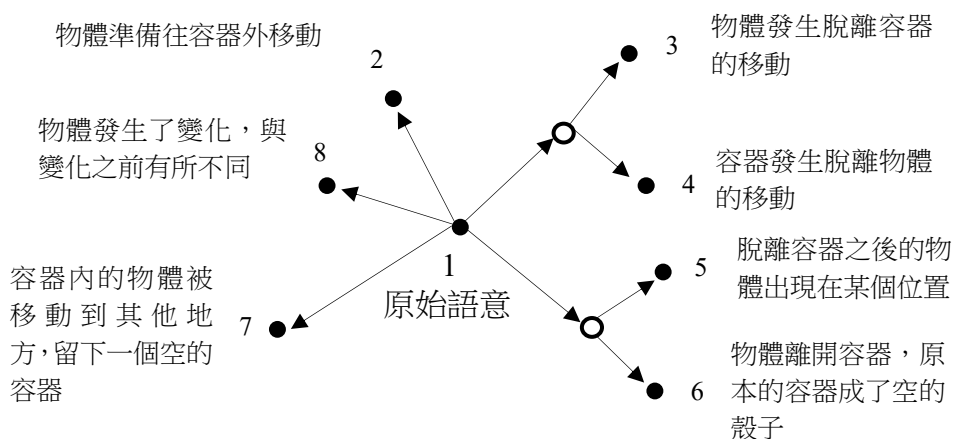 物體準備往容器外移動
2
3
物體發生脫離容器
的移動
物體發生了變化，與
變化之前有所不同
8
4
容器發生脫離物體
的移動
1
原始語意
5
脫離容器之後的物
體出現在某個位置
容器內的物體被
移動到其他地
方，留下一個空的
容器
7
6
物體離開容器，原
本的容器成了空的
殼子